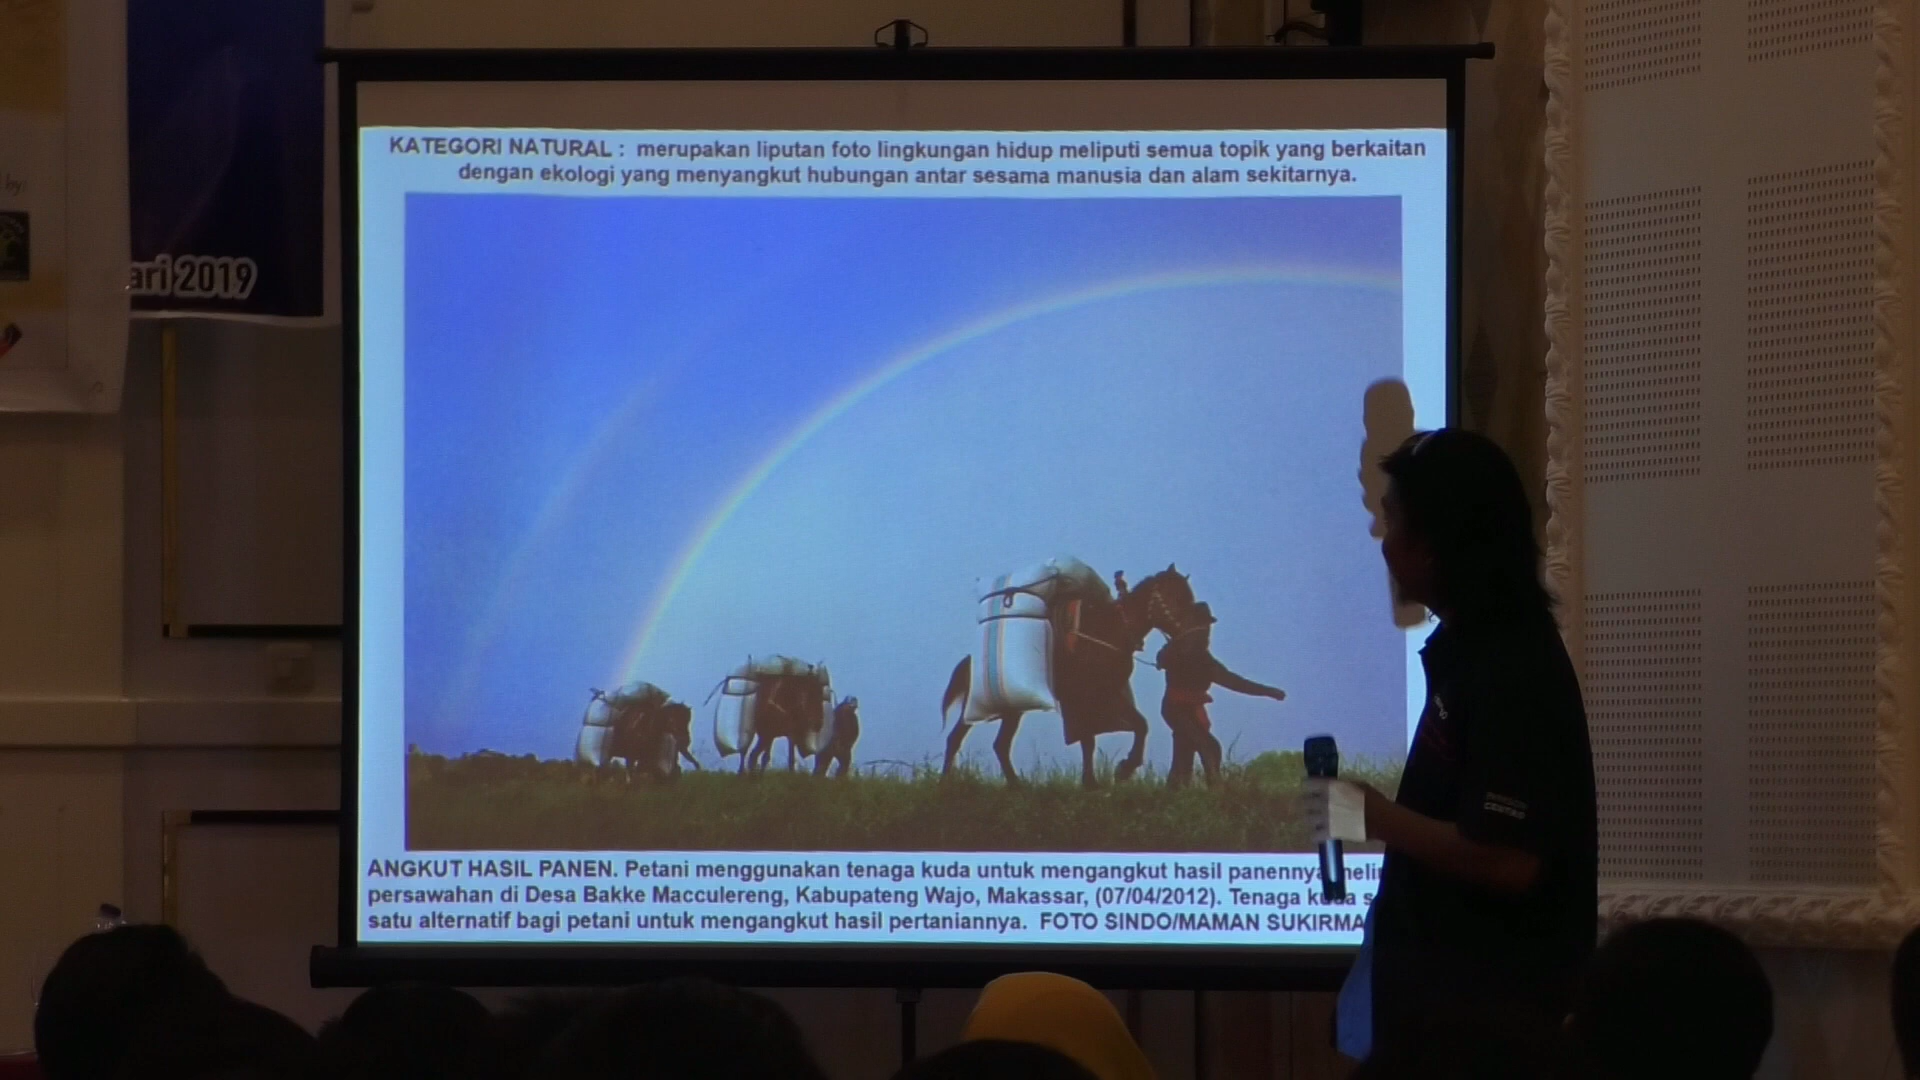 KATEGORI NATURAL : merupakan liputan foto lingkungan hidup meliputi semua topik yang berkaitan
dengan ekologi yang menyangkut hubungan antar sesama manusia dan alam sekitarnya.
by:
ari 2019
ANGKUT HASIL PANEN. Petani menggunakan tenaga kuda untuk mengangkut hasil panennya
persawahan di Desa Bakke Macculereng, Kabupateng Wajo, Makassar, (07/04/2012). Tenaga kuda s
satu alternatif bagi petani untuk mengangkut hasil pertaniannya. FOTO SINDO/MAMAN SUKIRMA